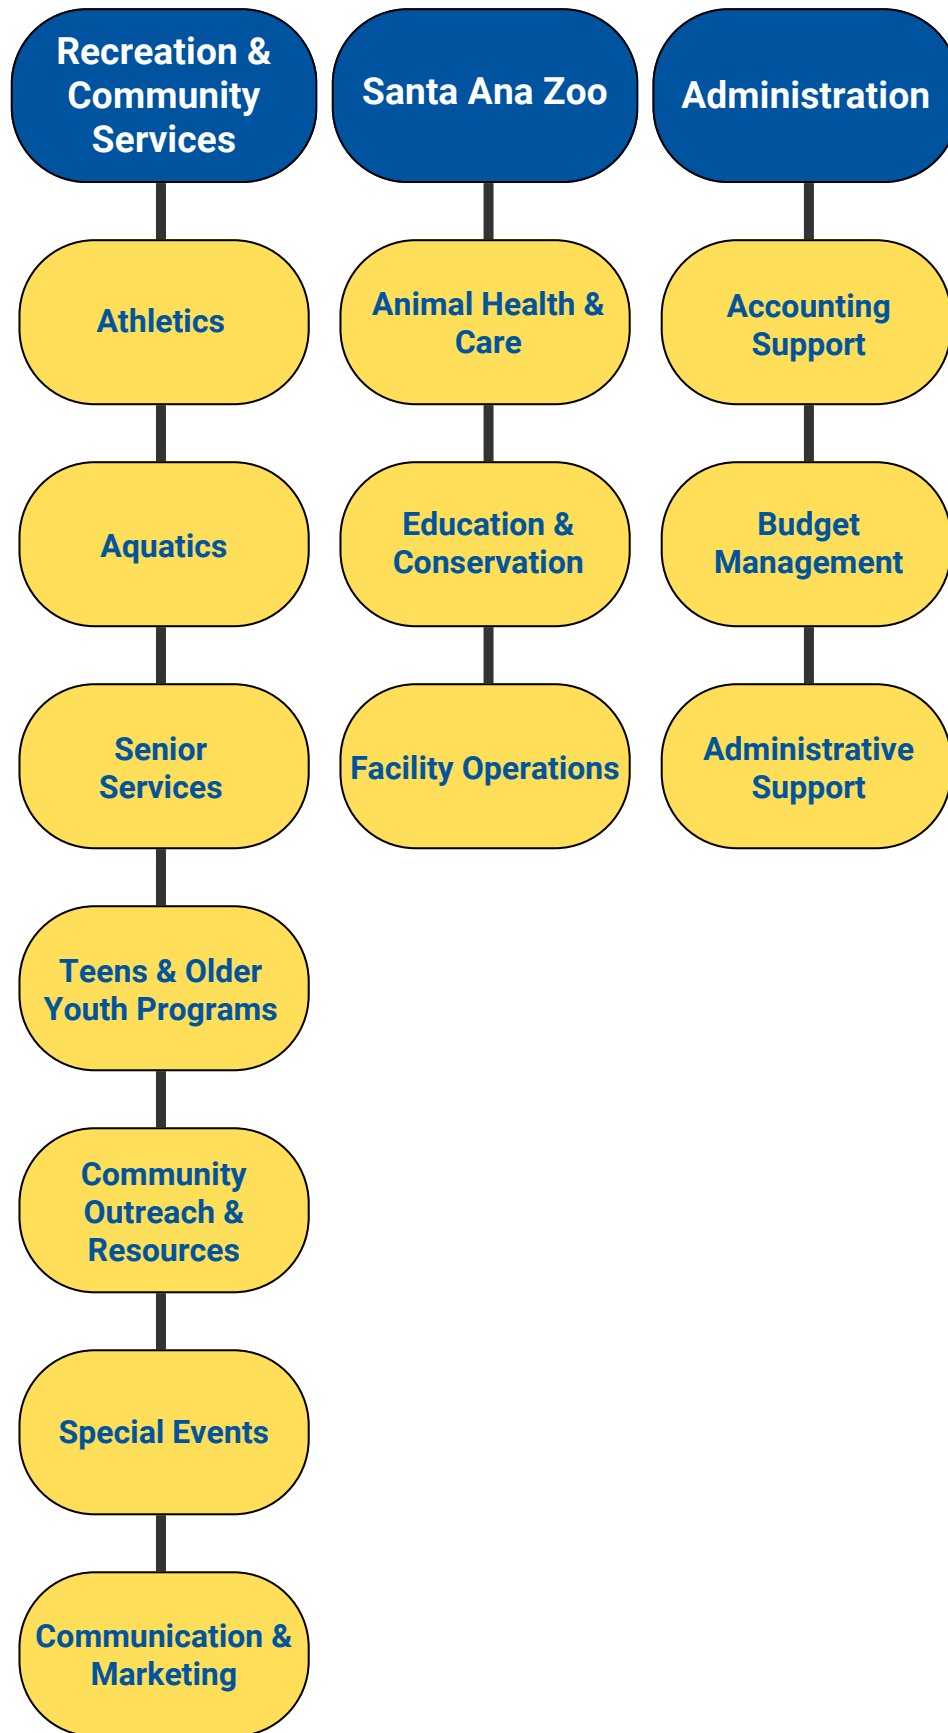 Recreation &
Community
Services
Athletics
Aquatics
Senior
Services
Teens & Older
Youth Programs
Community
Outreach &
Resources
Special Events
Communication &
Marketing
Santa Ana Zoo
Animal Health &
Care
Education &
Conservation
Facility Operations
Administration
Accounting
Support
Budget
Management
Administrative
Support